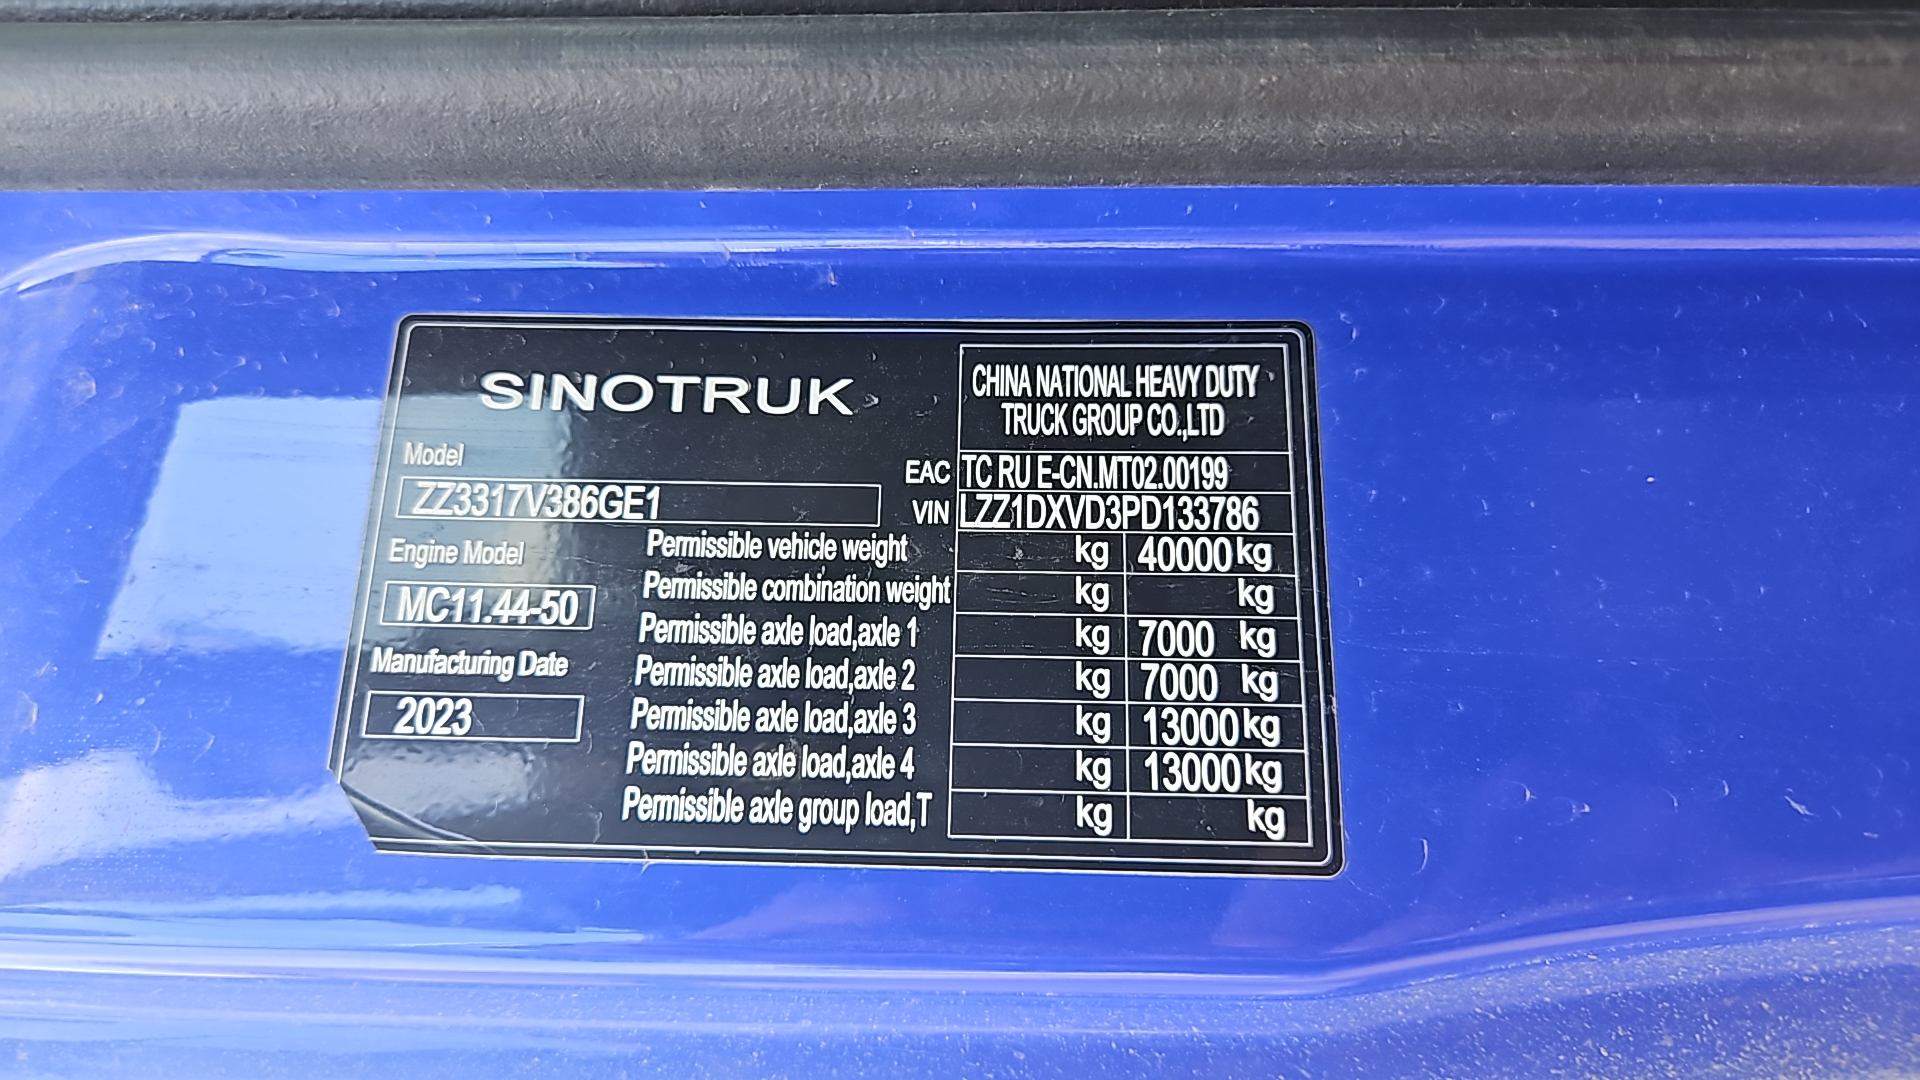 SINOTRUK
CHINA NATIONAL HEAVY DUTY
TRUCK GROUP CO.,LTD
Model
ZZ3317V386GE1
EAC TC RU E-CN.MT02.00199
VIN LZZ1DXVD3PD133786
Engine Model
MC11.44-50
Manufacturing Date
2023
Permissible vehicle weight kg 40000 kg
Permissible combination weight kg kg
Permissible axle load,axle 1 kg 7000 kg
Permissible axle load,axle 2 kg 7000 kg
Permissible axle load,axle 3 kg 13000 kg
Permissible axle load,axle 4 kg 13000 kg
Permissible axle group load,T kg kg